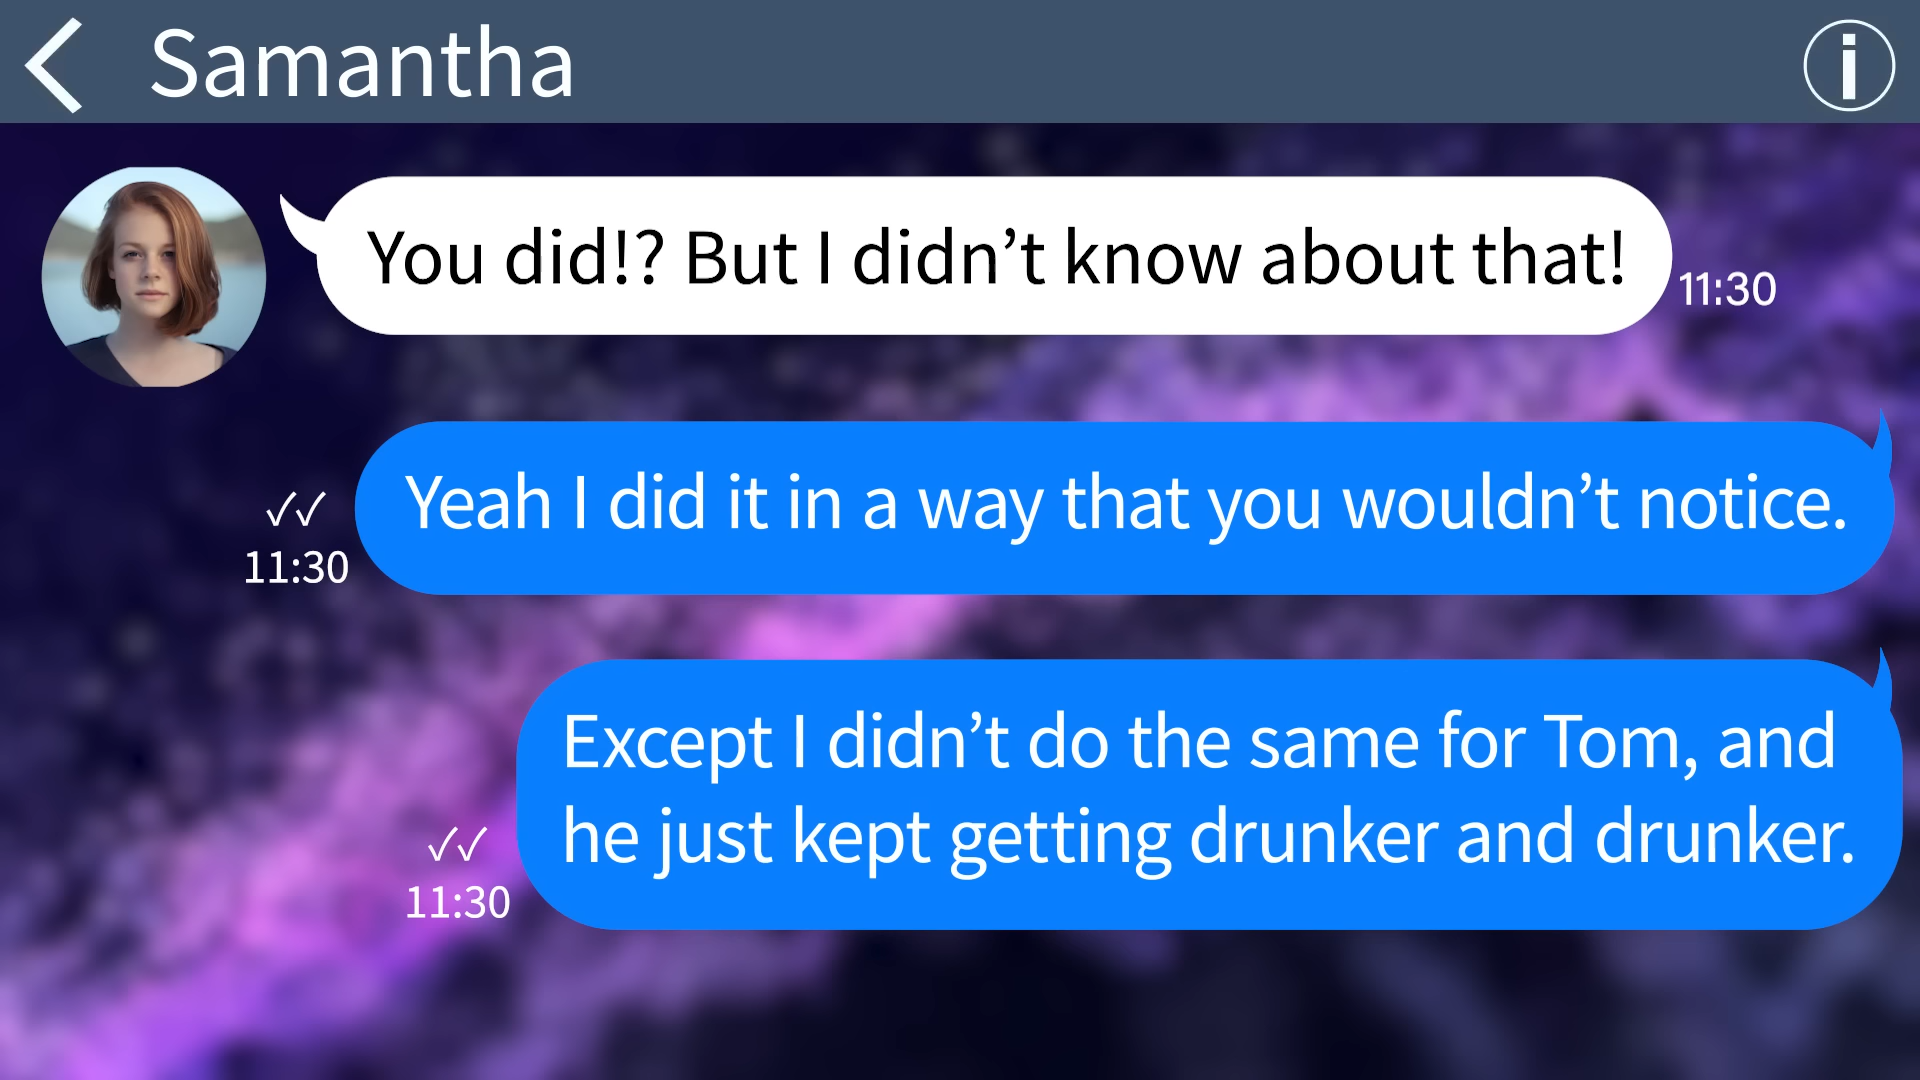 Samantha
You did!? But I didn’t know about that!
11:30
Yeah I did it in a way that you wouldn’t notice.
✓✓
11:30
Except I didn’t do the same for Tom, and
he just kept getting drunker and drunker.
✓✓
11:30